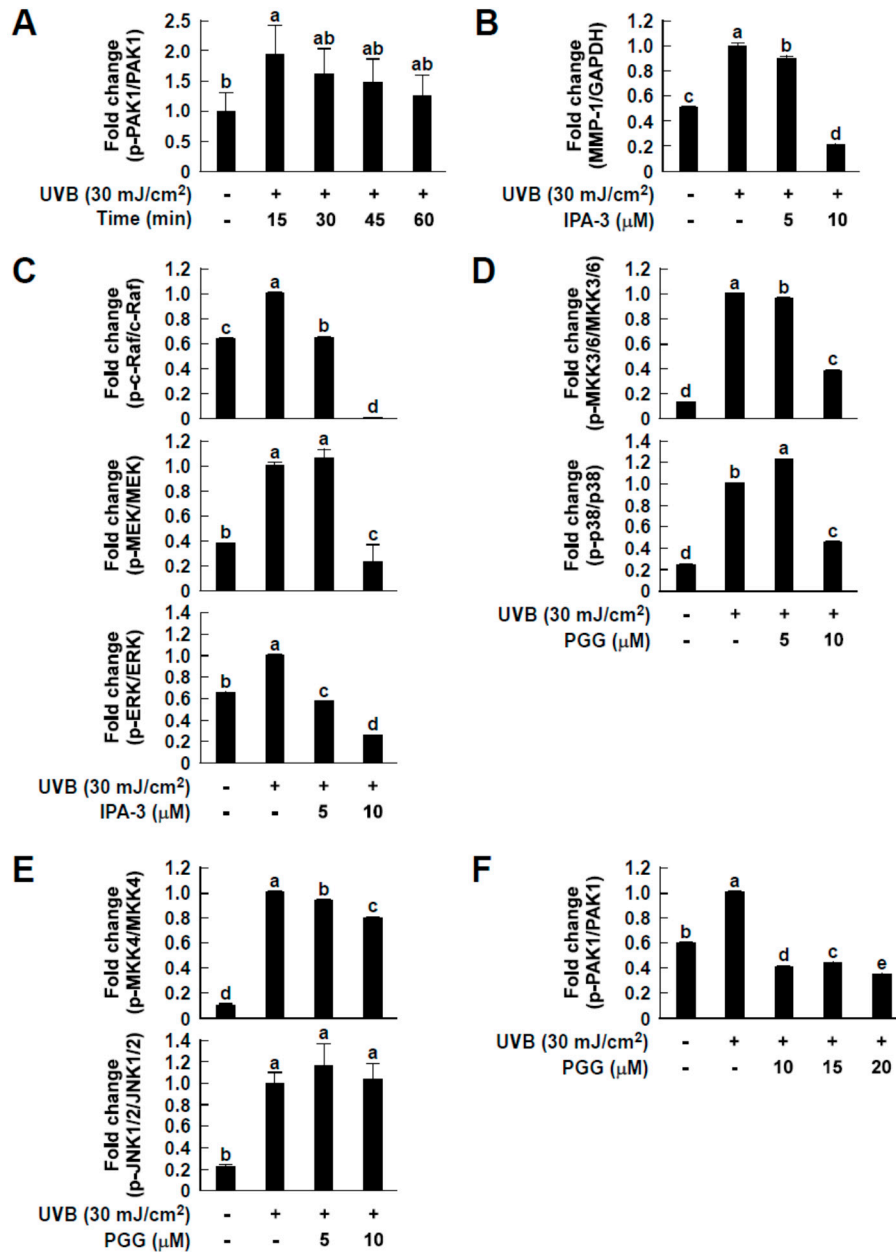 A
Fold change
(p-PAK1/PAK1)
2.5
2.0
1.5
1.0
0.5
0
b a ab ab ab
UVB (30 mJ/cm²) - + + + +
Time (min) - 15 30 45 60
B
Fold change
(MMP-1/GAPDH)
1.2
1.0
0.8
0.6
0.4
0.2
0
c a b d
UVB (30 mJ/cm²) - + + +
IPA-3 (μM) - - 5 10
C
Fold change
(p-c-Raf/c-Raf)
1.2
1.0
0.8
0.6
0.4
0.2
0
c a b d
Fold change
(p-MEK/MEK)
1.2
1.0
0.8
0.6
0.4
0.2
0
b a a c
Fold change
(p-ERK/ERK)
1.4
1.2
1.0
0.8
0.6
0.4
0.2
0
b a c d
UVB (30 mJ/cm²) - + + +
IPA-3 (μM) - - 5 10
D
Fold change
(p-MKK3/6/MKK3/6)
1.2
1.0
0.8
0.6
0.4
0.2
0
d a b c
Fold change
(p-p38/p38)
1.4
1.2
1.0
0.8
0.6
0.4
0.2
0
d b a c
UVB (30 mJ/cm²) - + + +
PGG (μM) - - 5 10
E
Fold change
(p-MKK4/MKK4)
1.2
1.0
0.8
0.6
0.4
0.2
0
d a b c
Fold change
(p-JNK1/2/JNK1/2)
1.4
1.2
1.0
0.8
0.6
0.4
0.2
0
b a a a
UVB (30 mJ/cm²) - + + +
PGG (μM) - - 5 10
F
Fold change
(p-PAK1/PAK1)
1.2
1.0
0.8
0.6
0.4
0.2
0
b a d c e
UVB (30 mJ/cm²) - + + + +
PGG (μM) - - 10 15 20